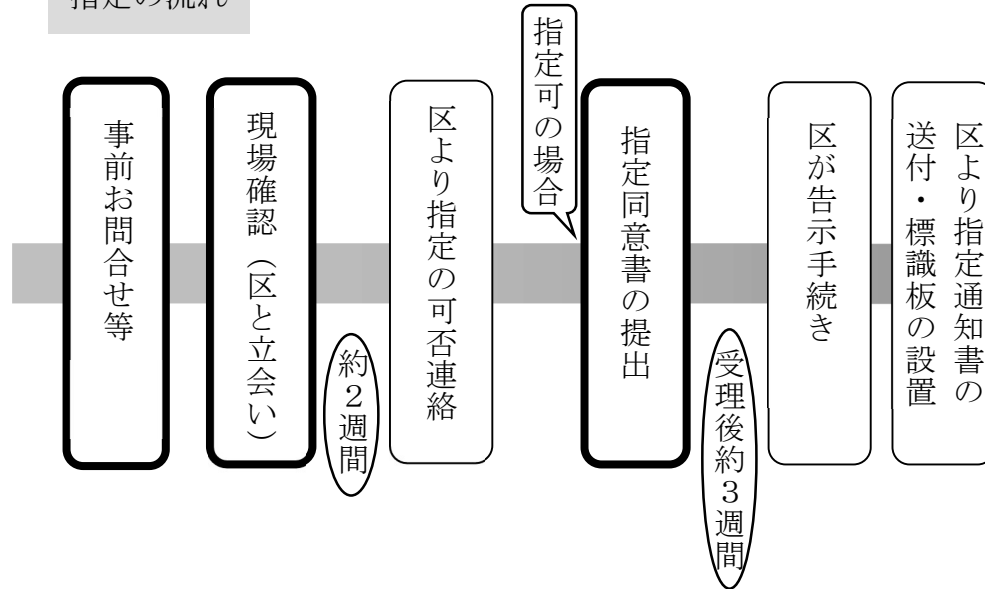 指定の流れ
事前お問合せ等
現場確認（区と立会い）
約２週間
区より指定の可否連絡
指定可の場合
指定同意書の提出
受理後約３週間
区が告示手続き
区より指定通知書の
送付・標識板の設置